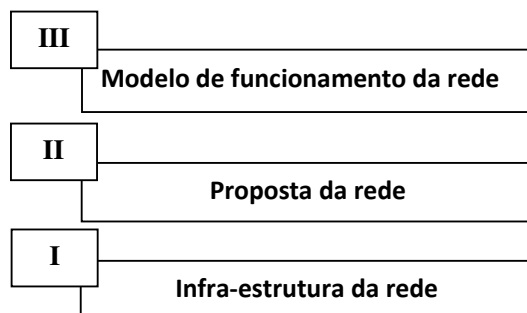 III
Modelo de funcionamento da rede
II
Proposta da rede
I
Infra-estrutura da rede